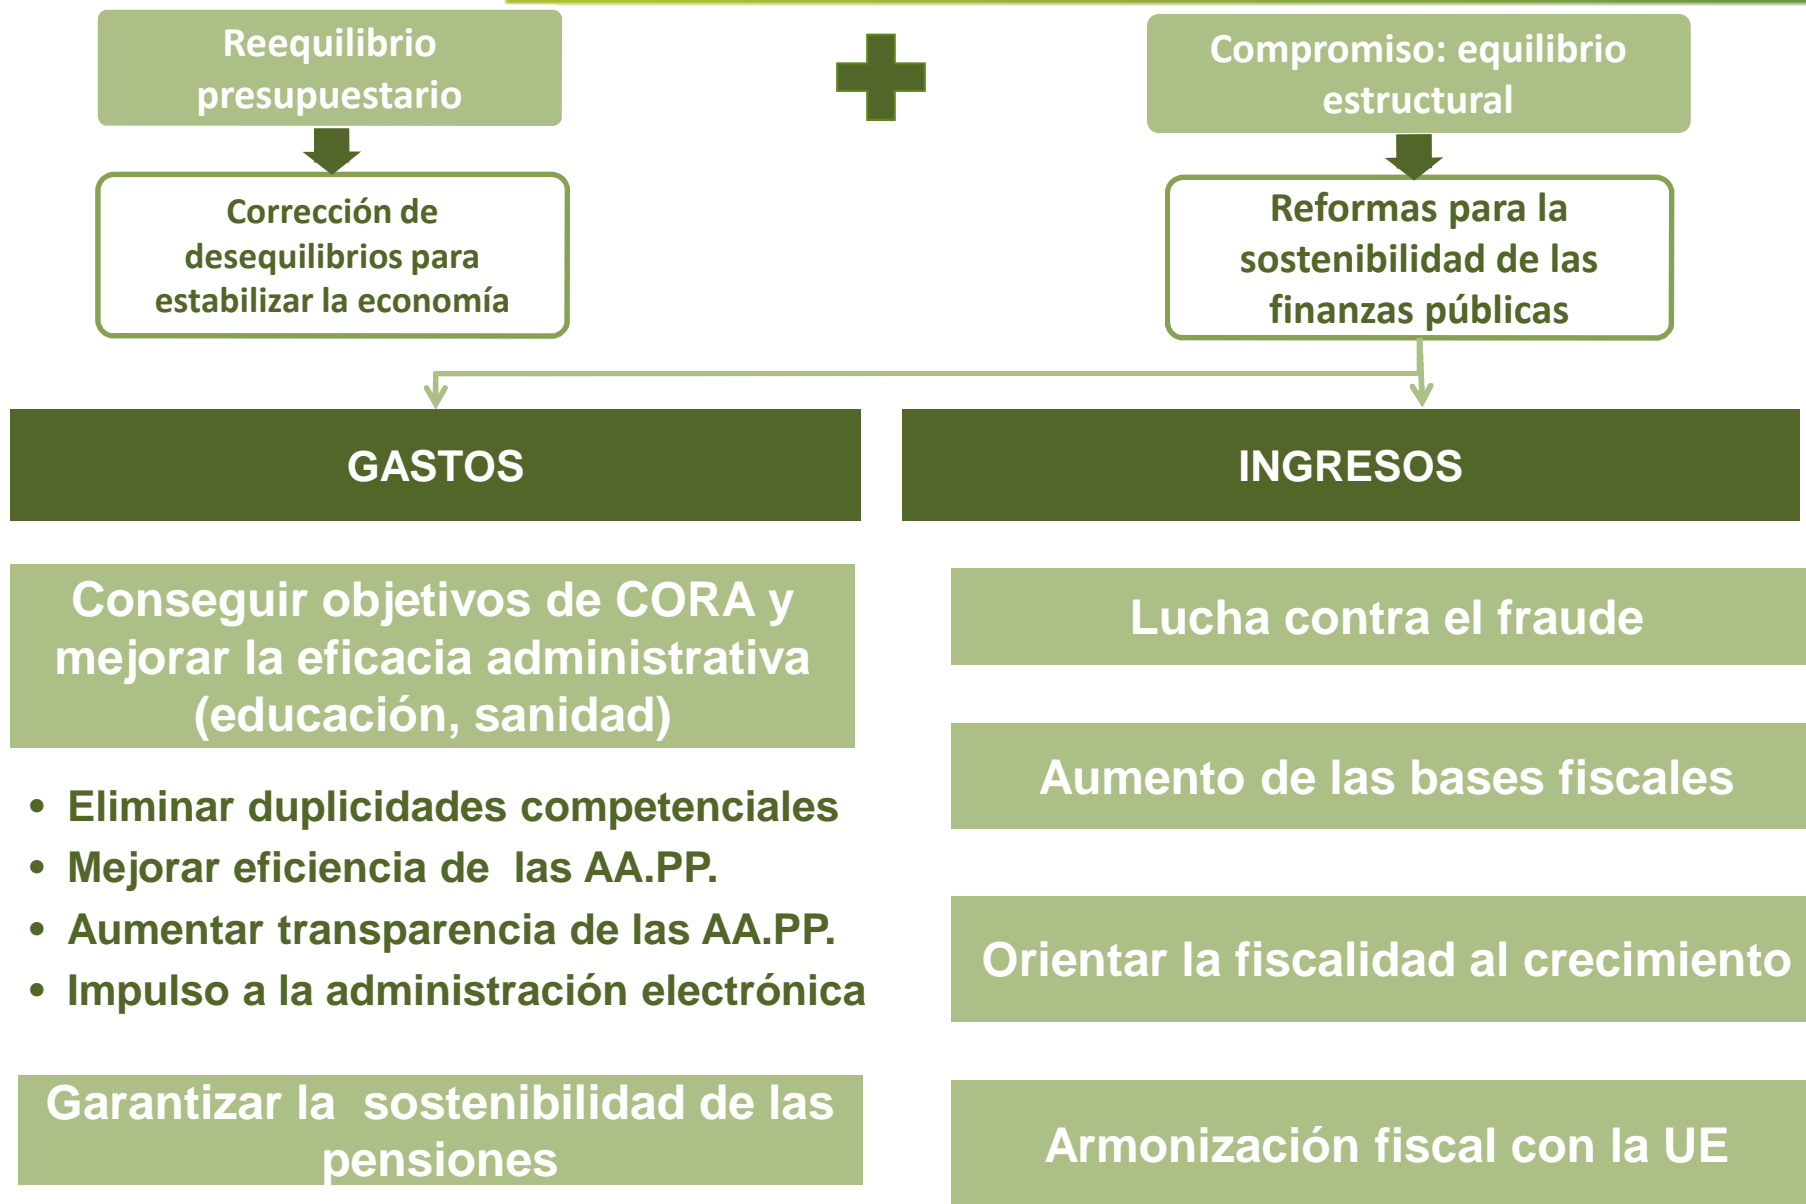 Reequilibrio
presupuestario
Compromiso: equilibrio
estructural
Corrección de
desequilibrios para
estabilizar la economía
Reformas para la
sostenibilidad de las
finanzas públicas
GASTOS
INGRESOS
Conseguir objetivos de CORA y
mejorar la eficacia administrativa
(educación, sanidad)
• Eliminar duplicidades competenciales
• Mejorar eficiencia de las AA.PP.
• Aumentar transparencia de las AA.PP.
• Impulso a la administración electrónica
Garantizar la sostenibilidad de las
pensiones
Lucha contra el fraude
Aumento de las bases fiscales
Orientar la fiscalidad al crecimiento
Armonización fiscal con la UE